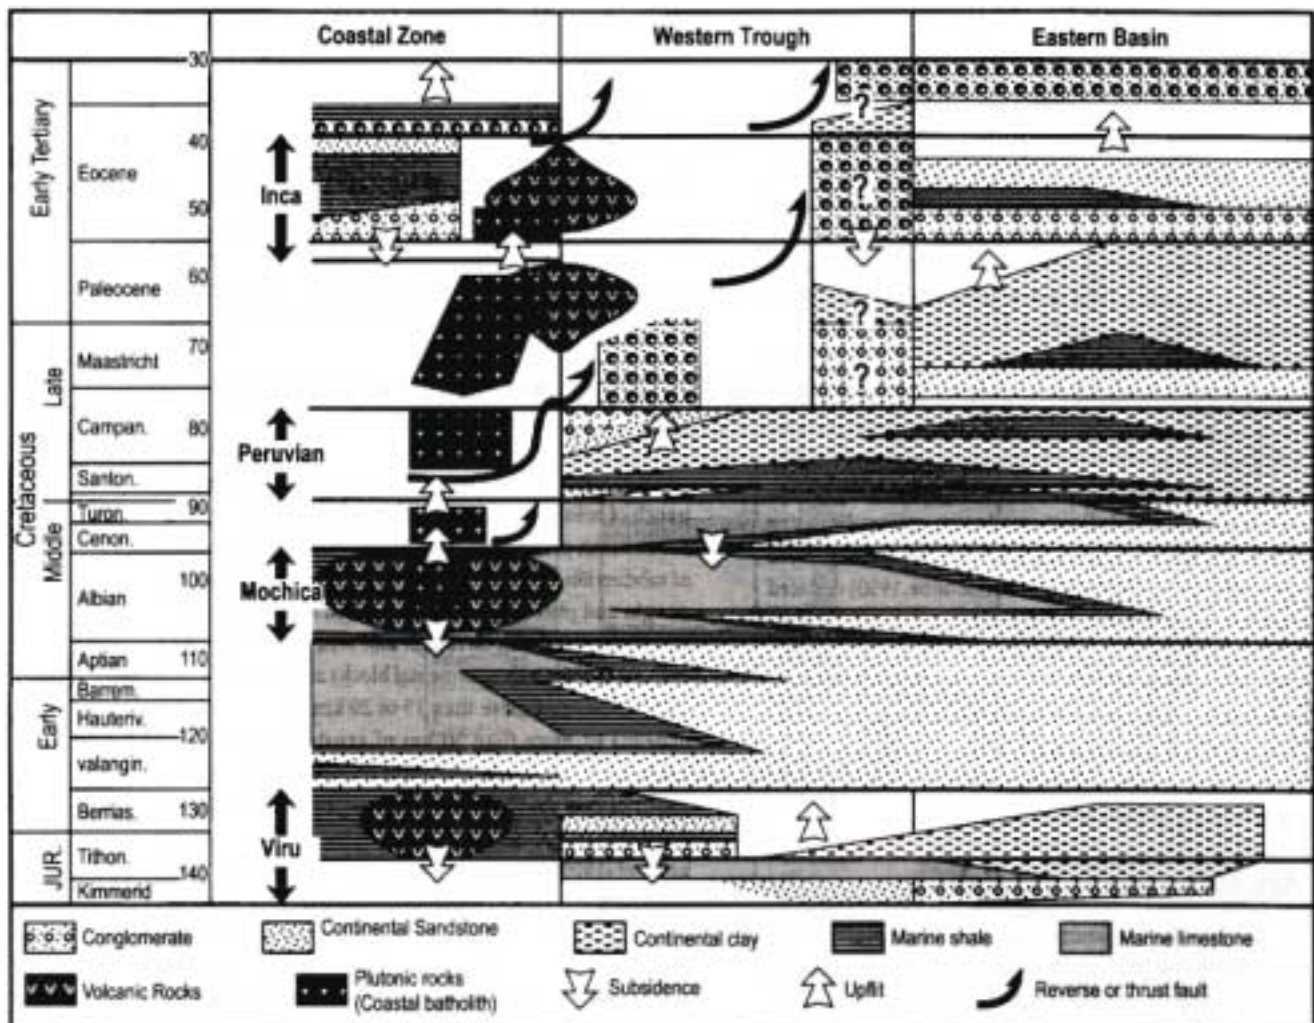 Coastal Zone Western Trough Eastern Basin
30
Early Tertiary
Eocene
40
50
Inca
Paleocene
60
Cretaceous
Late
Maastricht
70
Campan.
80
Peruvian
Santon.
Middle
Turon.
90
Cenon.
Albian
100
Mochica
Aptian
110
Early
Barrem.
Hauteriv.
120
valangin.
Berrias.
130
Viru
JUR.
Tithon.
140
Kimmerid
?
?
?
?
Conglomerate Continental Sandstone Continental clay Marine shale Marine limestone
Volcanic Rocks Plutonic rocks Subsidence Uplift Reverse or thrust fault
(Coastal batholith)